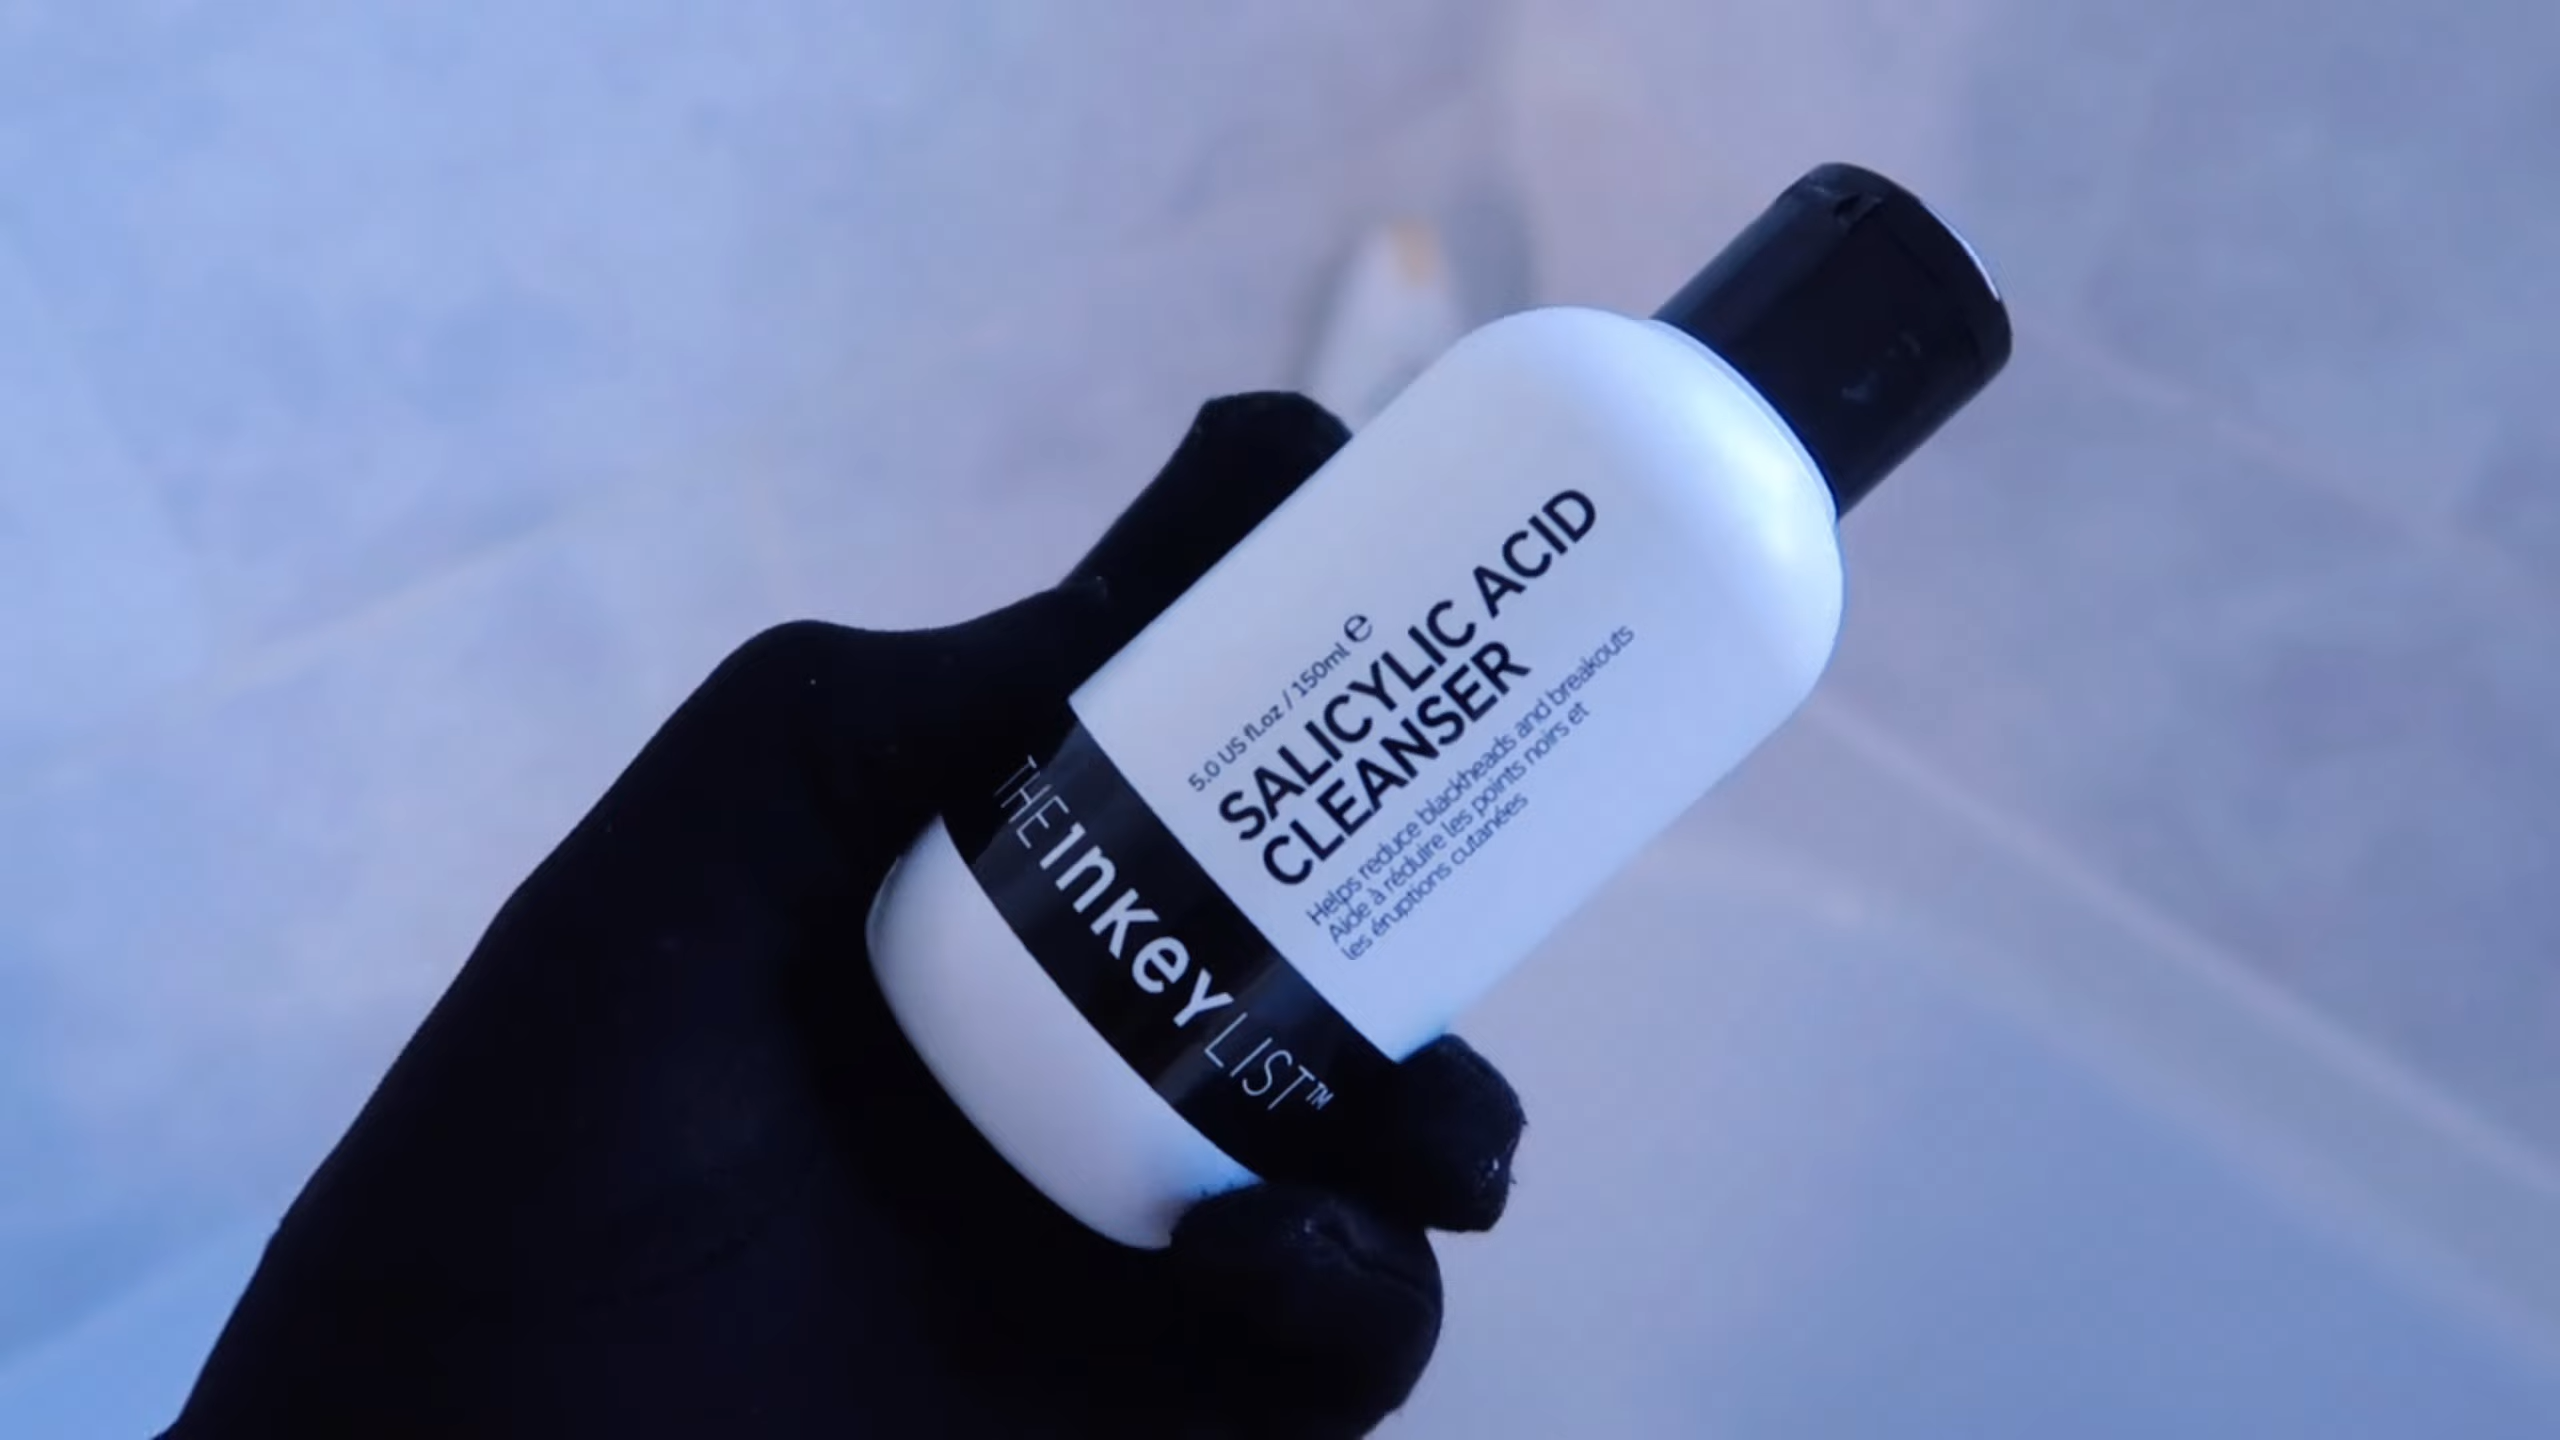 5.0 US fl.oz / 150ml ℮
SALICYLIC ACID
CLEANSER
Helps reduce blackheads and breakouts
Aide à réduire les points noirs et
les éruptions cutanées
THE INKEY LIST™